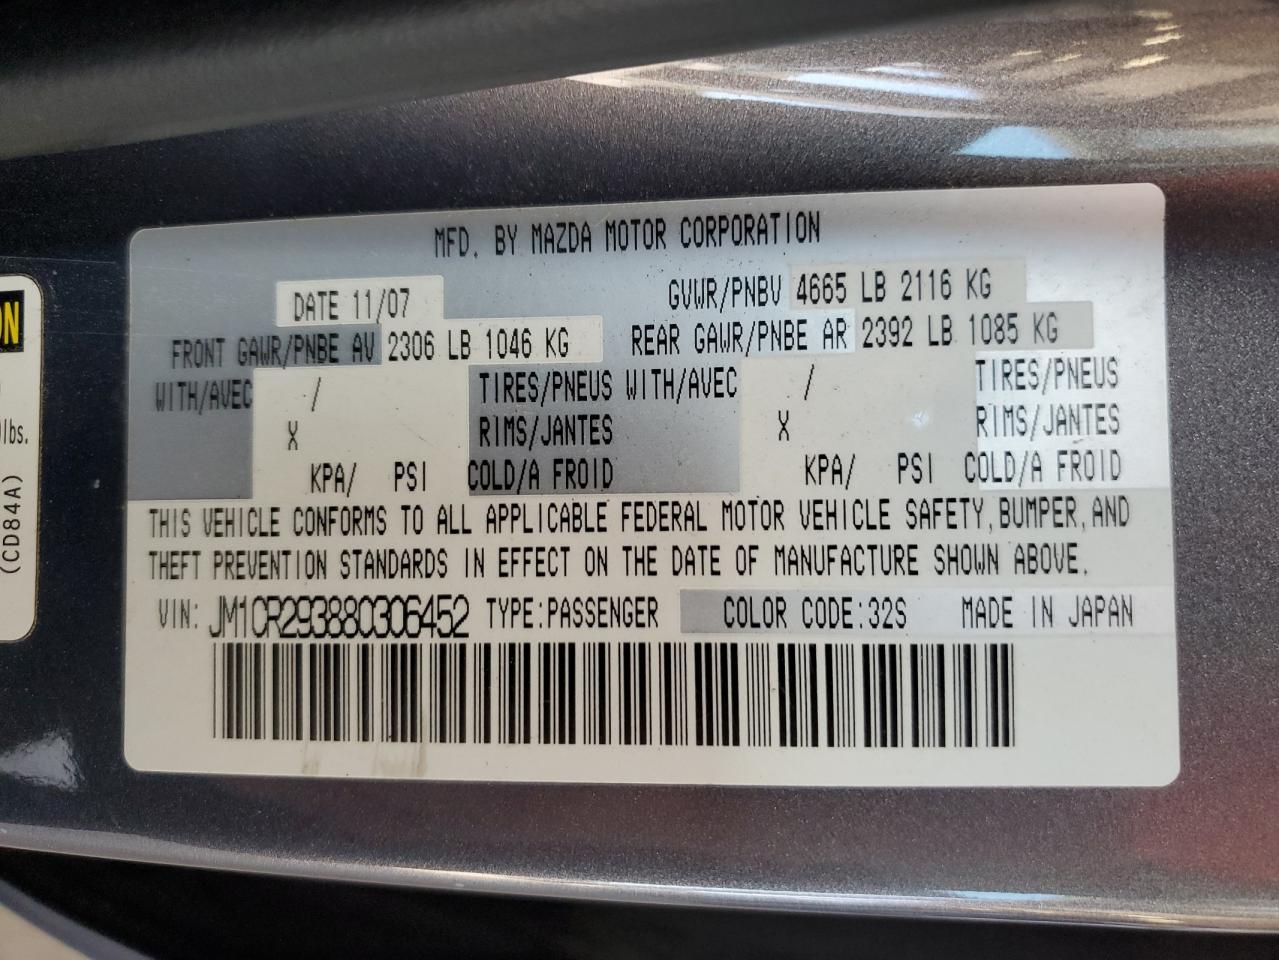 MFD. BY MAZDA MOTOR CORPORATION
DATE 11/07 GVWR/PNBV 4665 LB 2116 KG
FRONT GAWR/PNBE AV 2306 LB 1046 KG REAR GAWR/PNBE AR 2392 LB 1085 KG
WITH/AVEC / TIRES/PNEUS WITH/AVEC / TIRES/PNEUS
X RIMS/JANTES X RIMS/JANTES
KPA/ PSI COLD/A FROID KPA/ PSI COLD/A FROID
THIS VEHICLE CONFORMS TO ALL APPLICABLE FEDERAL MOTOR VEHICLE SAFETY, BUMPER, AND
THEFT PREVENTION STANDARDS IN EFFECT ON THE DATE OF MANUFACTURE SHOWN ABOVE.
VIN: JM1CR293880306452 TYPE:PASSENGER COLOR CODE:32S MADE IN JAPAN
lbs.
(CD84A)